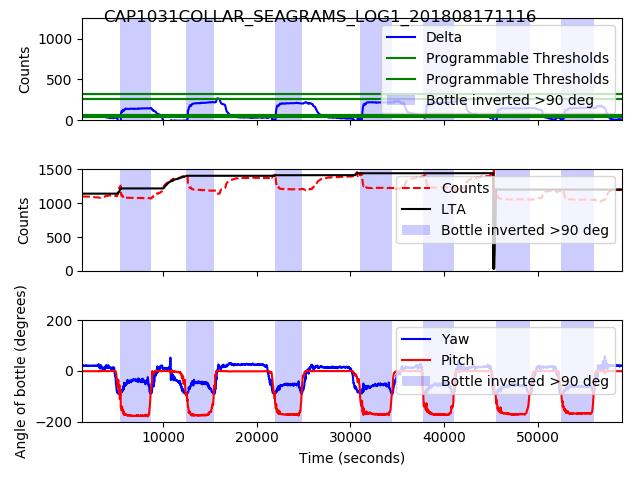 CAP1031COLLAR_SEAGRAMS_LOG1_201808171116
1000
500
0
Counts
Delta
Programmable Thresholds
Programmable Thresholds
Bottle inverted >90 deg
1500
1000
500
0
Counts
Counts
LTA
Bottle inverted >90 deg
200
0
−200
Angle of bottle (degrees)
Yaw
Pitch
Bottle inverted >90 deg
10000 20000 30000 40000 50000
Time (seconds)